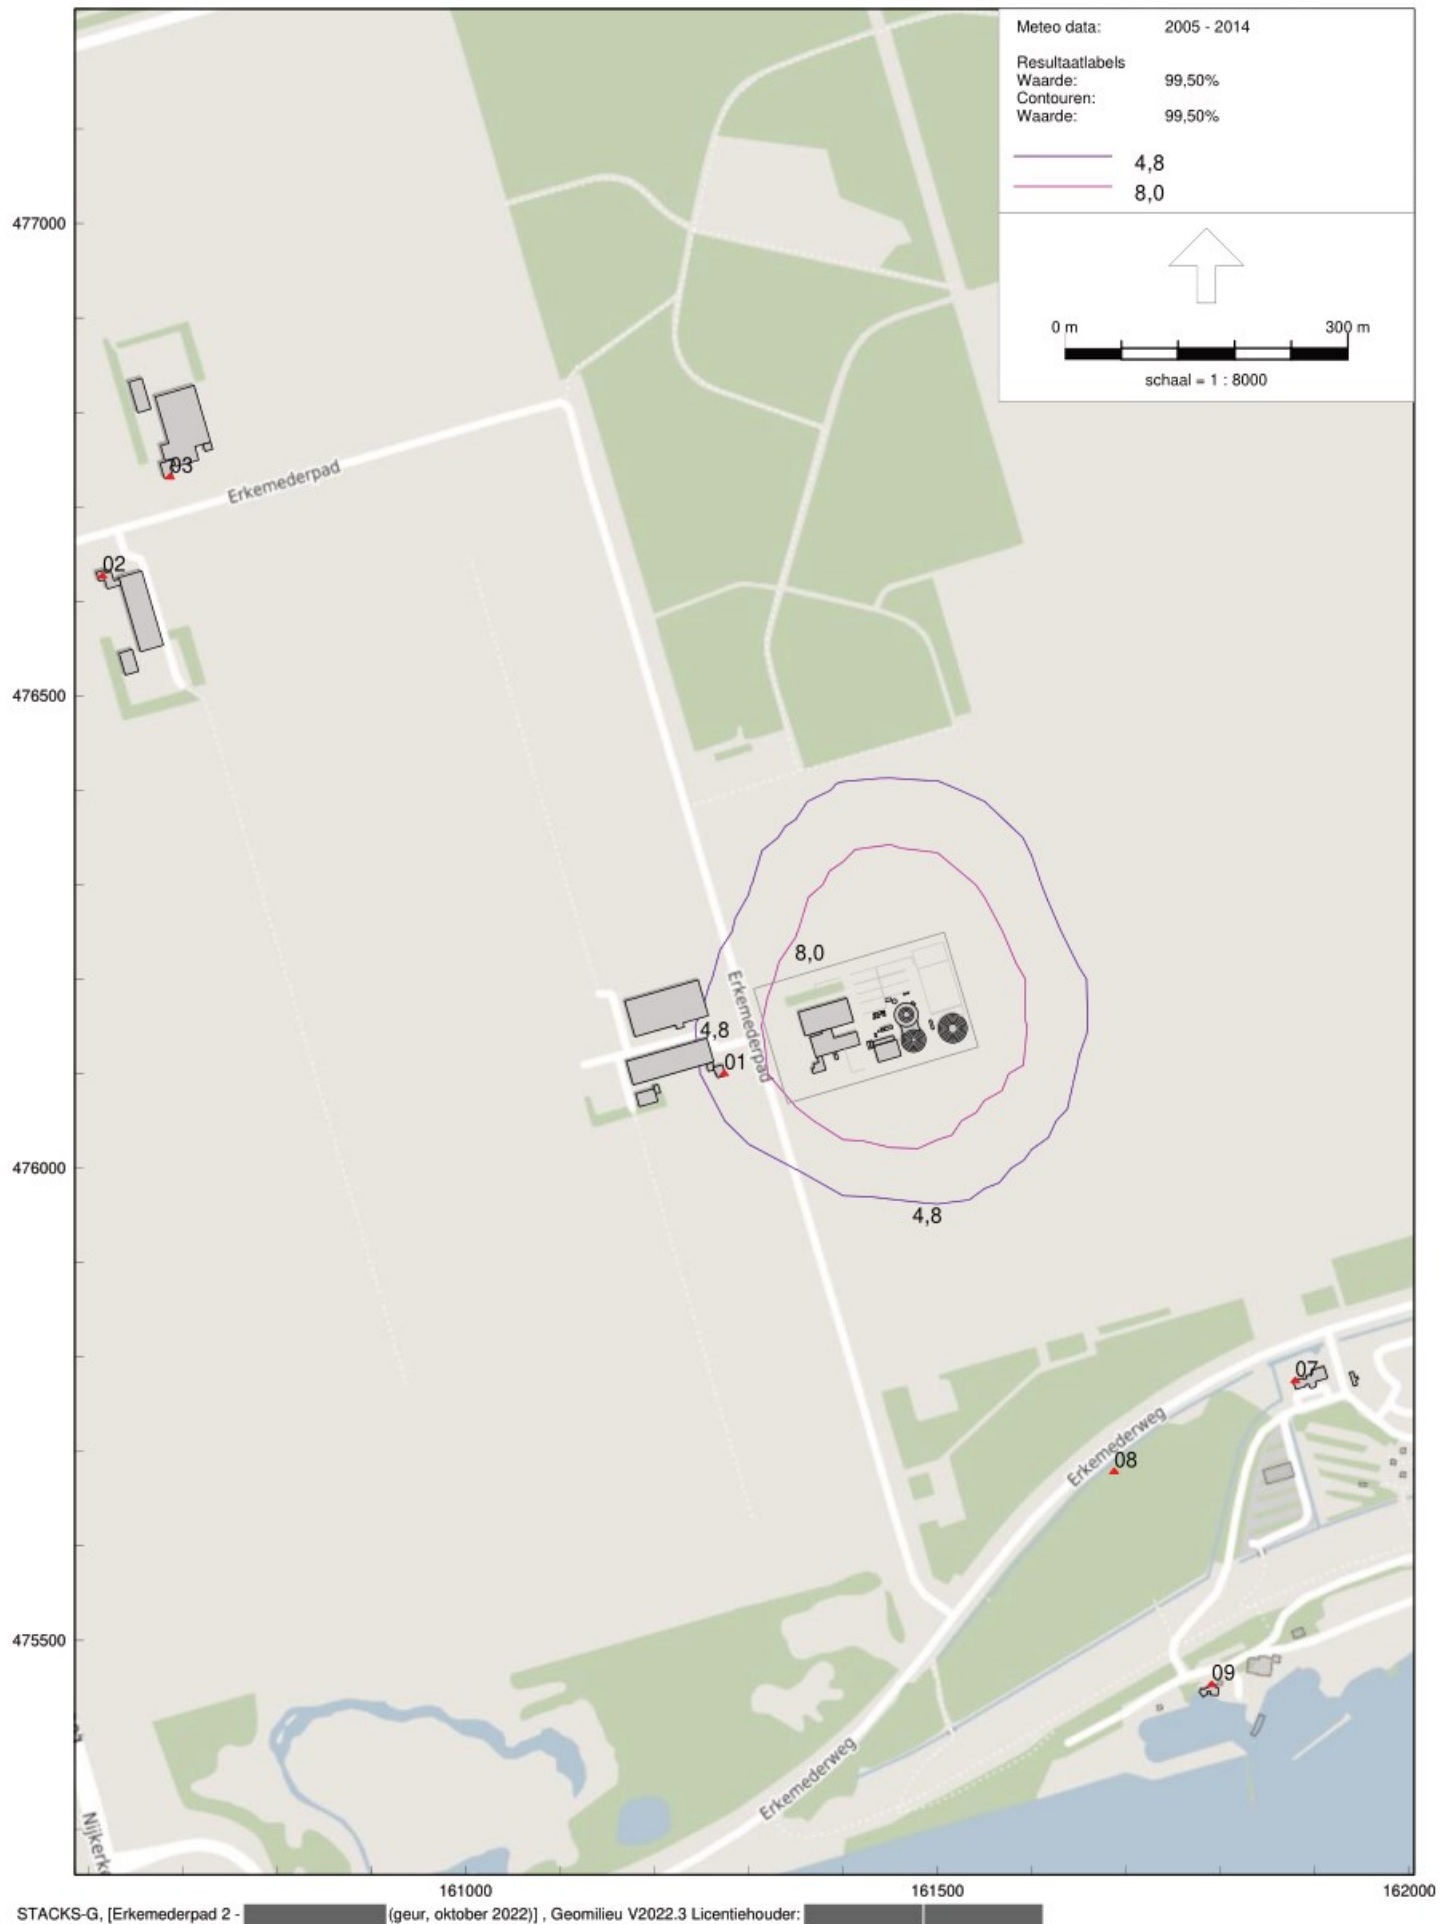 Meteo data: 2005 - 2014
Resultaatlabels
Waarde: 99,50%
Contouren:
Waarde: 99,50%
4,8
8,0
0 m 300 m
schaal = 1 : 8000
477000
03
Erkemederpad
02
476500
8,0
Erkemederpad
4,8
01
476000
4,8
07
Erkemederweg
08
475500
09
Erkemederweg
Nijkerke
161000 161500 162000
STACKS-G, [Erkemederpad 2 - (geur, oktober 2022)] , Geomilieu V2022.3 Licentiehouder: